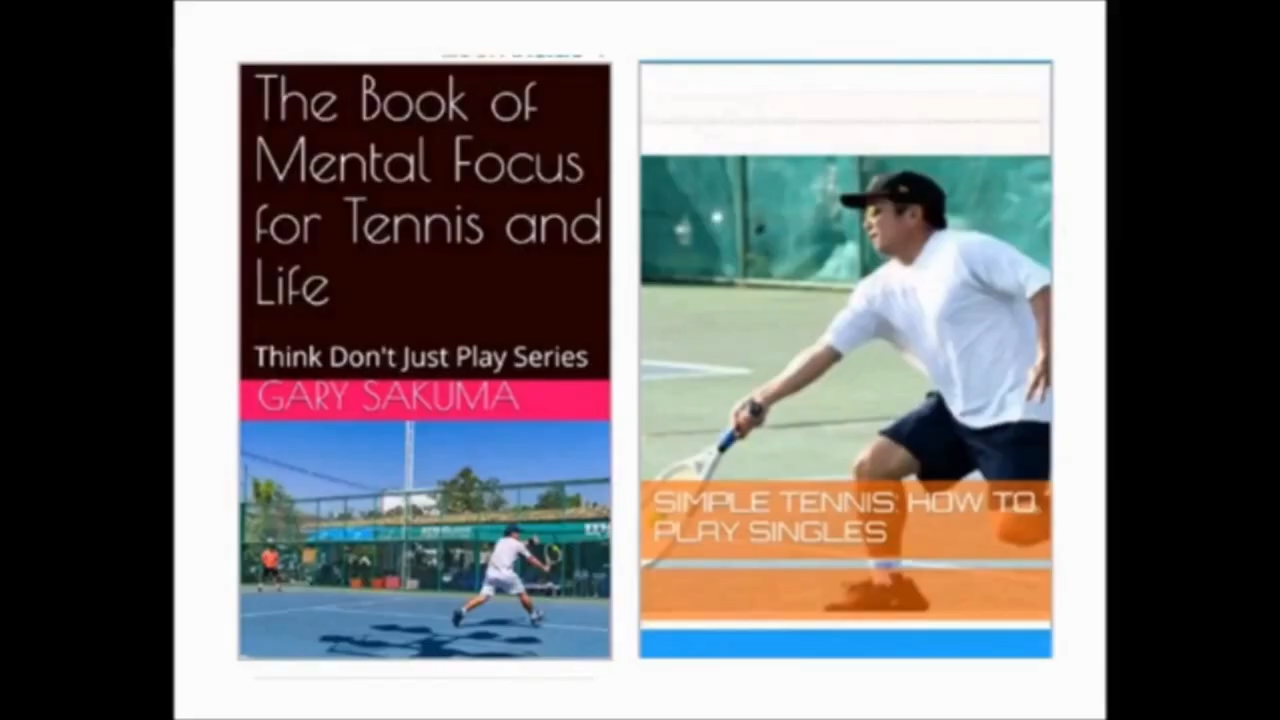 The Book of
Mental Focus
for Tennis and
Life
Think Don't Just Play Series
GARY SAKUMA
SIMPLE TENNIS: HOW TO
PLAY SINGLES